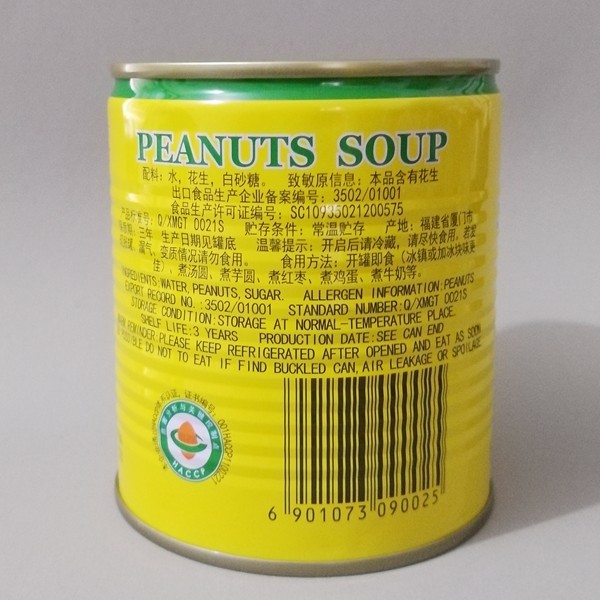 PEANUTS SOUP
配料：水，花生，白砂糖。 致敏原信息：本品含有花生
出口食品生产企业备案编号：3502/01001
食品生产许可证编号：SC10935021200575
产品标准号：Q/XMGT 0021S 贮存条件：常温贮存 产地：福建省厦门市
三年 生产日期见罐底 温馨提示：开启后请冷藏，请尽快食用，若发
漏气，变质情况请勿食用。 食用方法：开罐即食（冰镇或加冰块味更
佳），煮汤圆、煮芋圆、煮红枣、煮鸡蛋、煮牛奶等。
INGREDIENTS:WATER,PEANUTS,SUGAR. ALLERGEN INFORMATION:PEANUTS
EXPORT RECORD NO.:3502/01001 STANDARD NUMBER:Q/XMGT 0021S
STORAGE CONDITION:STORAGE AT NORMAL-TEMPERATURE PLACE.
SHELF LIFE:3 YEARS PRODUCTION DATE:SEE CAN END
REMINDER:PLEASE KEEP REFRIGERATED AFTER OPENED AND EAT AS SOON
DO NOT TO EAT IF FIND BUCKLED CAN,AIR LEAKAGE OR SPOILAGE
HACCP
6 901073 090025